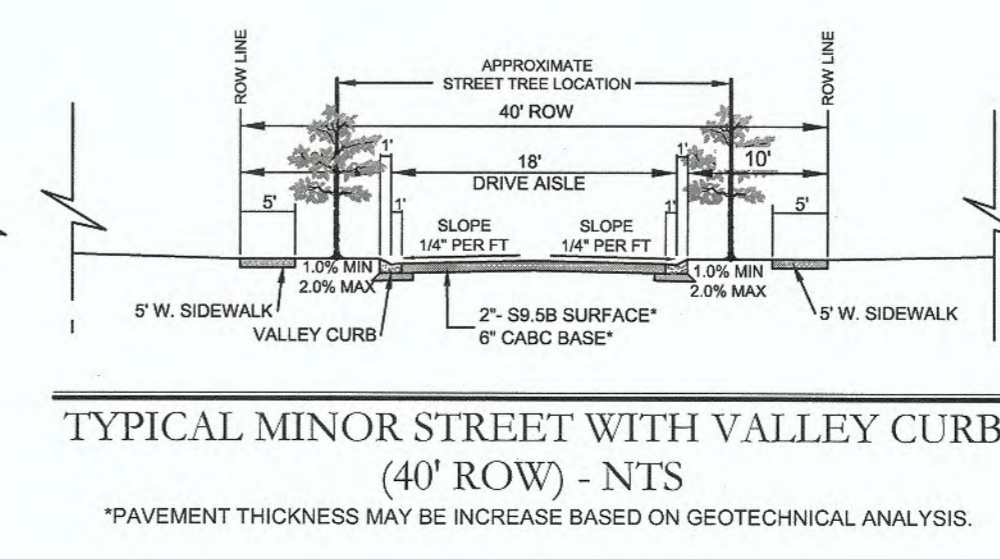 ROW LINE
ROW LINE
APPROXIMATE
STREET TREE LOCATION
40' ROW
1'
1'
18'
10'
DRIVE AISLE
5'
1'
1'
5'
SLOPE
1/4" PER FT
SLOPE
1/4" PER FT
1.0% MIN
2.0% MAX
1.0% MIN
2.0% MAX
5' W. SIDEWALK
VALLEY CURB
2"- S9.5B SURFACE*
6" CABC BASE*
5' W. SIDEWALK
TYPICAL MINOR STREET WITH VALLEY CURB
(40' ROW) - NTS
*PAVEMENT THICKNESS MAY BE INCREASE BASED ON GEOTECHNICAL ANALYSIS.